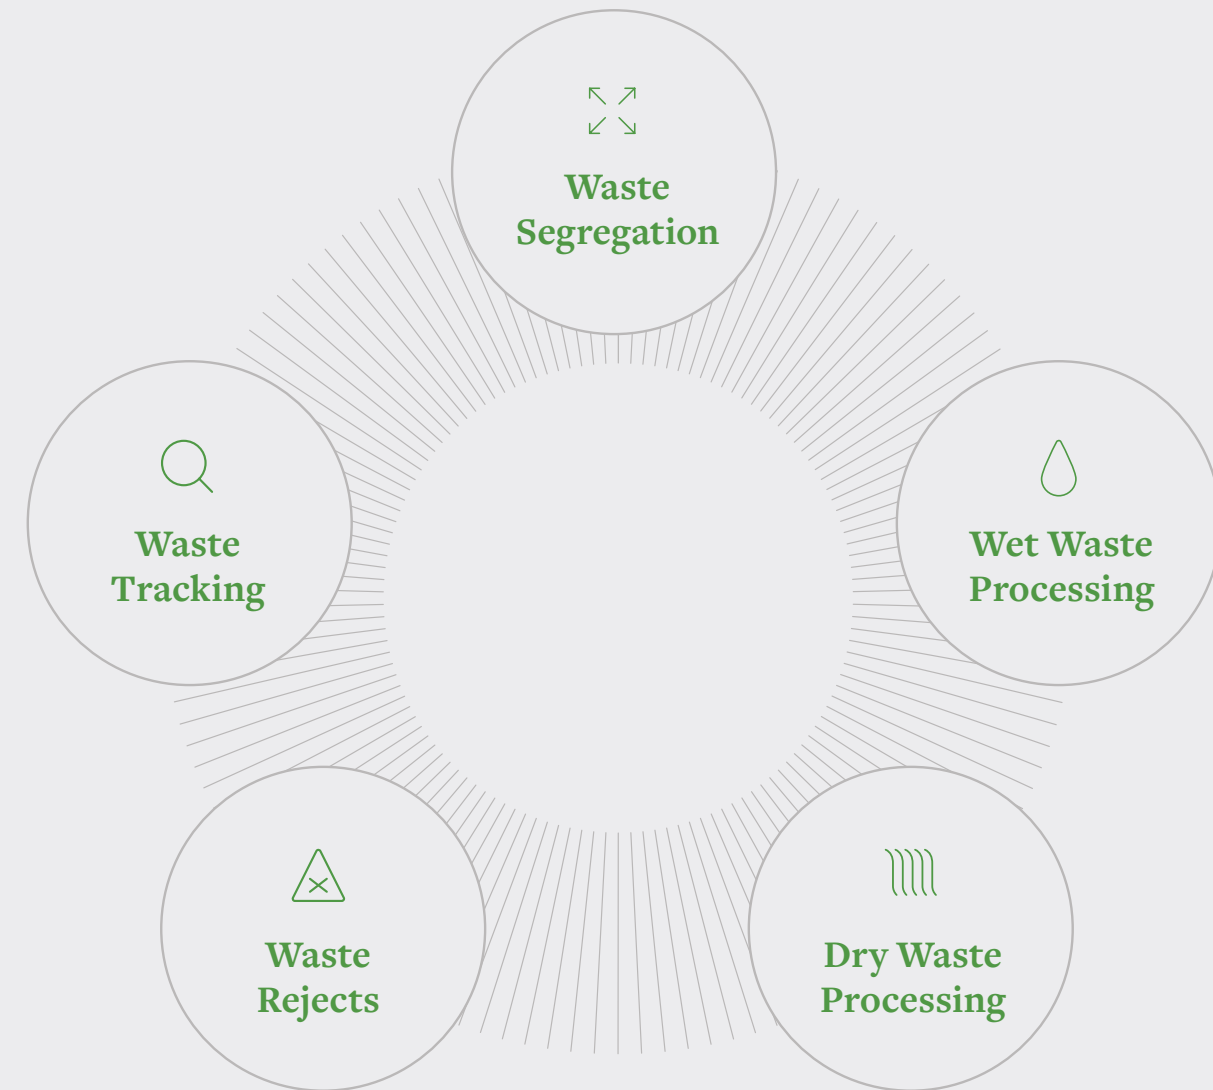 Waste
Segregation
Waste
Tracking
Wet Waste
Processing
Waste
Rejects
Dry Waste
Processing